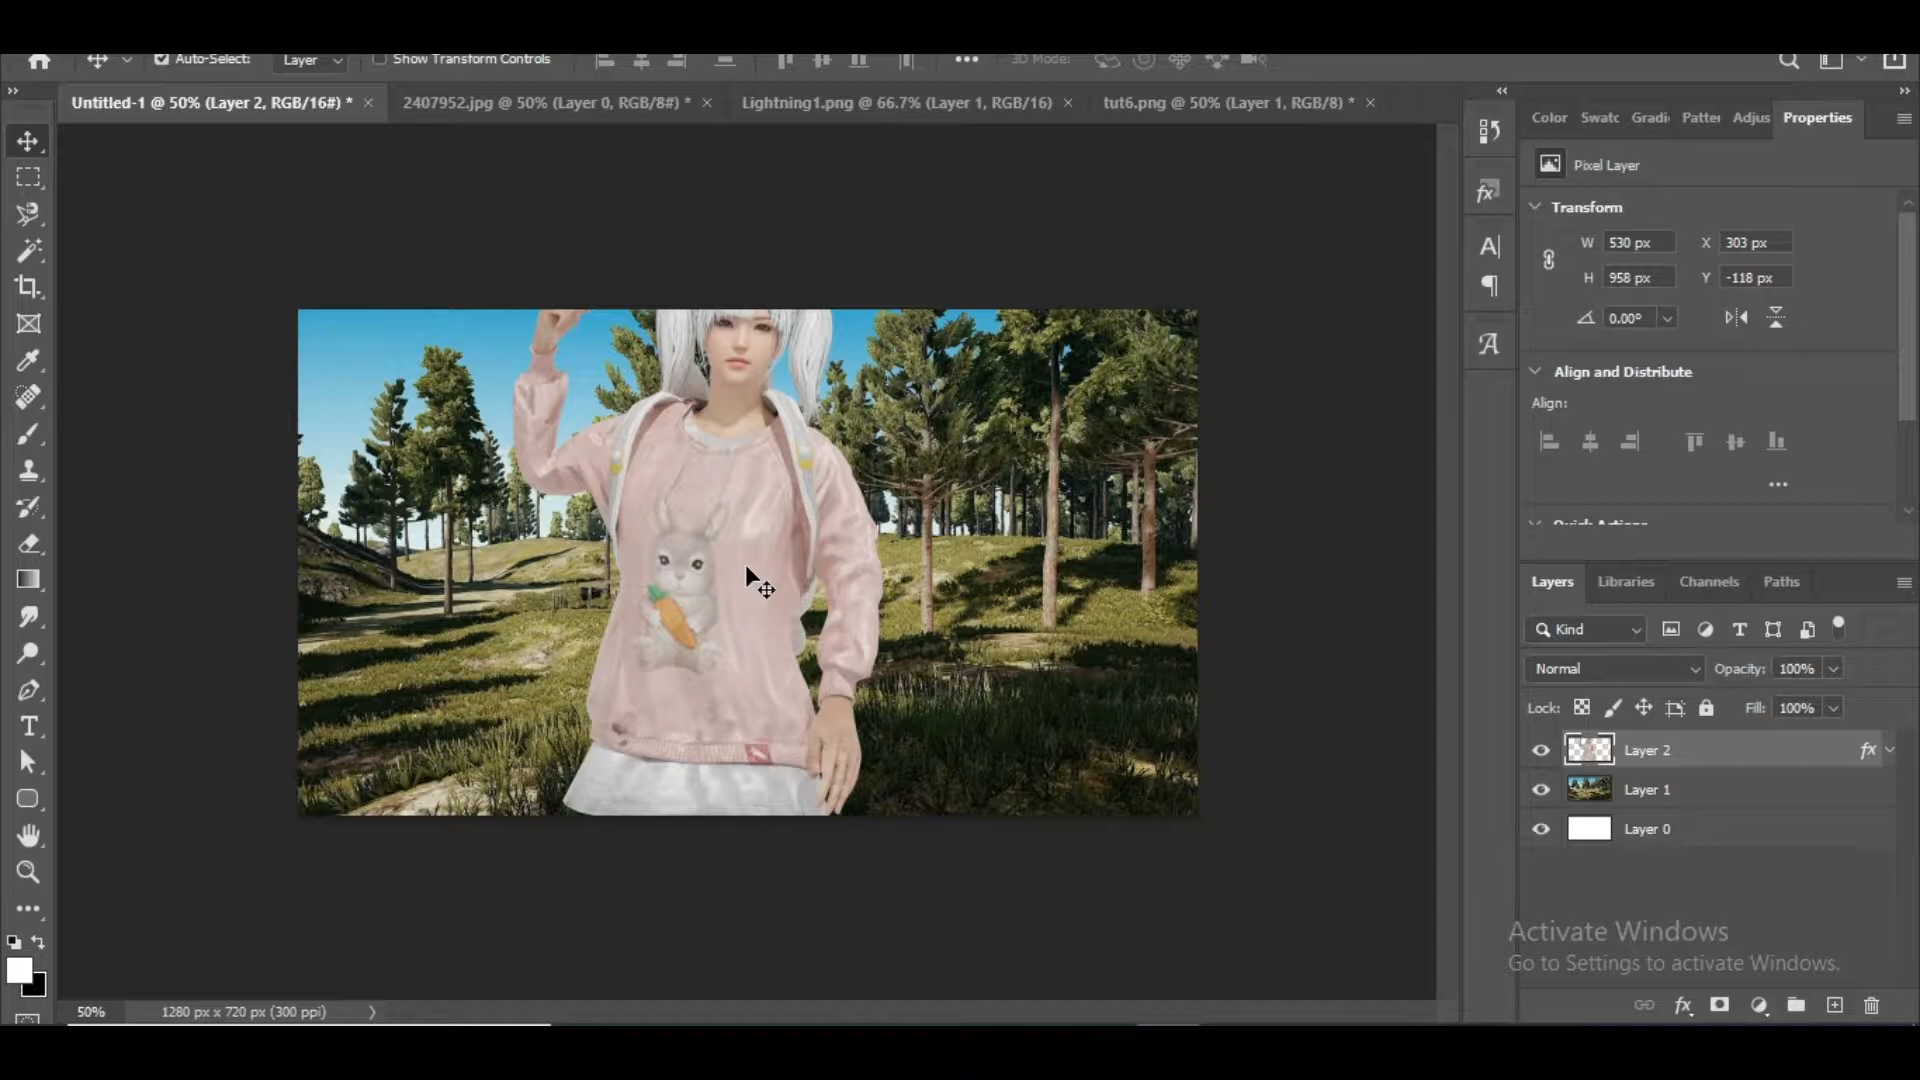 Auto-Select: Layer Show Transform Controls 3D Mode:
Untitled-1 @ 50% (Layer 2, RGB/16#) * 2407952.jpg @ 50% (Layer 0, RGB/8#) * Lightning1.png @ 66.7% (Layer 1, RGB/16) tut6.png @ 50% (Layer 1, RGB/8) *
Color Swatc Gradi Patter Adjus Properties
Pixel Layer
Transform
W 530 px X 303 px
H 958 px Y -118 px
0.00°
Align and Distribute
Align:
Layers Libraries Channels Paths
Kind
Normal Opacity: 100%
Lock: Fill: 100%
Layer 2 fx
Layer 1
Layer 0
Activate Windows
Go to Settings to activate Windows.
50% 1280 px x 720 px (300 ppi)